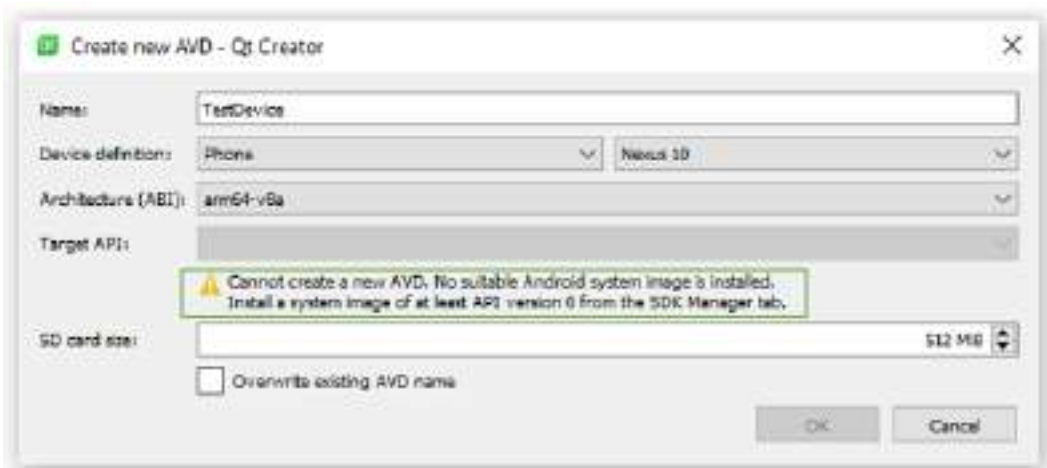 Create new AVD - Qt Creator
Name: TestDevice
Device definition: Phone Nexus 10
Architecture (ABI): arm64-v8a
Target API:
Cannot create a new AVD. No suitable Android system image is installed.
Install a system image of at least API version 0 from the SDK Manager tab.
SD card size: 512 MiB
Overwrite existing AVD name
OK Cancel